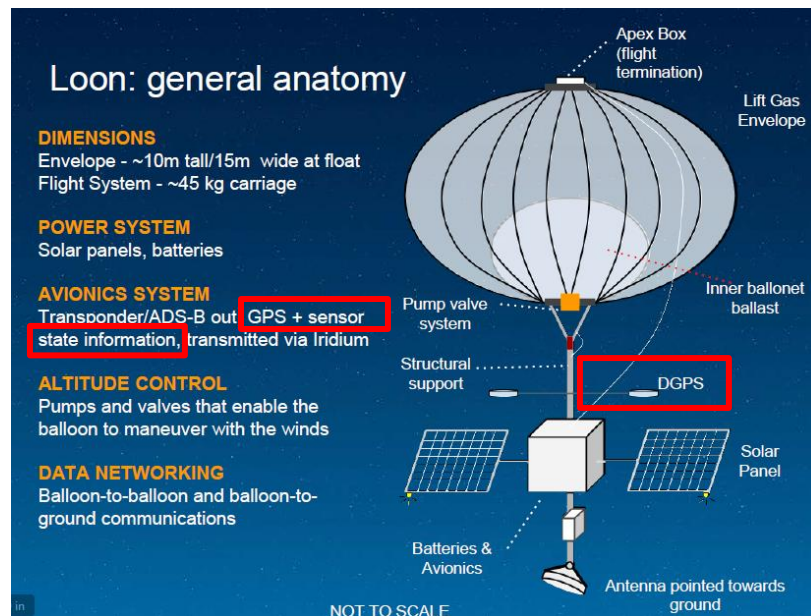 Loon: general anatomy
DIMENSIONS
Envelope - ~10m tall/15m wide at float
Flight System - ~45 kg carriage
POWER SYSTEM
Solar panels, batteries
AVIONICS SYSTEM
Transponder/ADS-B out GPS + sensor
state information, transmitted via Iridium
ALTITUDE CONTROL
Pumps and valves that enable the
balloon to maneuver with the winds
DATA NETWORKING
Balloon-to-balloon and balloon-to-
ground communications
Apex Box
(flight
termination)
Lift Gas
Envelope
Inner ballonet
ballast
Pump valve
system
Structural
support
DGPS
Solar
Panel
Batteries &
Avionics
Antenna pointed towards
ground
NOT TO SCALE
in